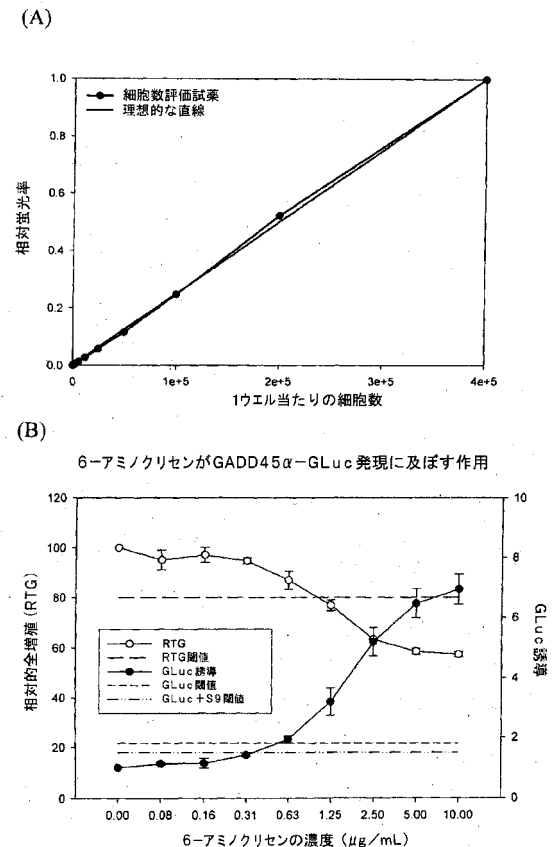 (A)
1.0
0.8
0.6
0.4
0.2
0.0
細胞数評価試薬
理想的な直線
相対蛍光率
0
1e+5
2e+5
3e+5
4e+5
1ウエル当たりの細胞数
(B)
6-アミノクリセンがGADD45α-GLuc発現に及ぼす作用
120
100
80
60
40
20
0
相対的全増殖(RTG)
RTG
RTG閾値
GLuc誘導
GLuc閾値
GLuc+S9閾値
10
8
6
4
2
0
GLuc誘導
0.00
0.08
0.16
0.31
0.63
1.25
2.50
5.00
10.00
6-アミノクリセンの濃度(μg/mL)